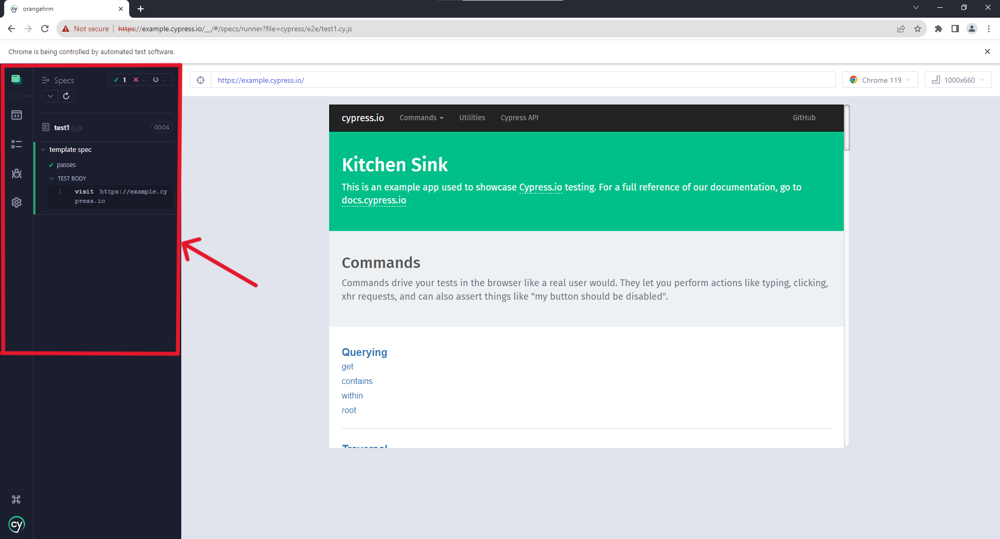 orangehrm
Not secure https://example.cypress.io/__/#/specs/runner?file=cypress/e2e/test1.cy.js
Chrome is being controlled by automated test software.
Specs 1 -- --
test1.cy.js 00:04
template spec
passes
TEST BODY
1 visit https://example.cy
press.io
cy
https://example.cypress.io/ Chrome 119 1000x660
cypress.io Commands Utilities Cypress API GitHub
Kitchen Sink
This is an example app used to showcase Cypress.io testing. For a full reference of our documentation, go to
docs.cypress.io
Commands
Commands drive your tests in the browser like a real user would. They let you perform actions like typing, clicking,
xhr requests, and can also assert things like "my button should be disabled".
Querying
get
contains
within
root